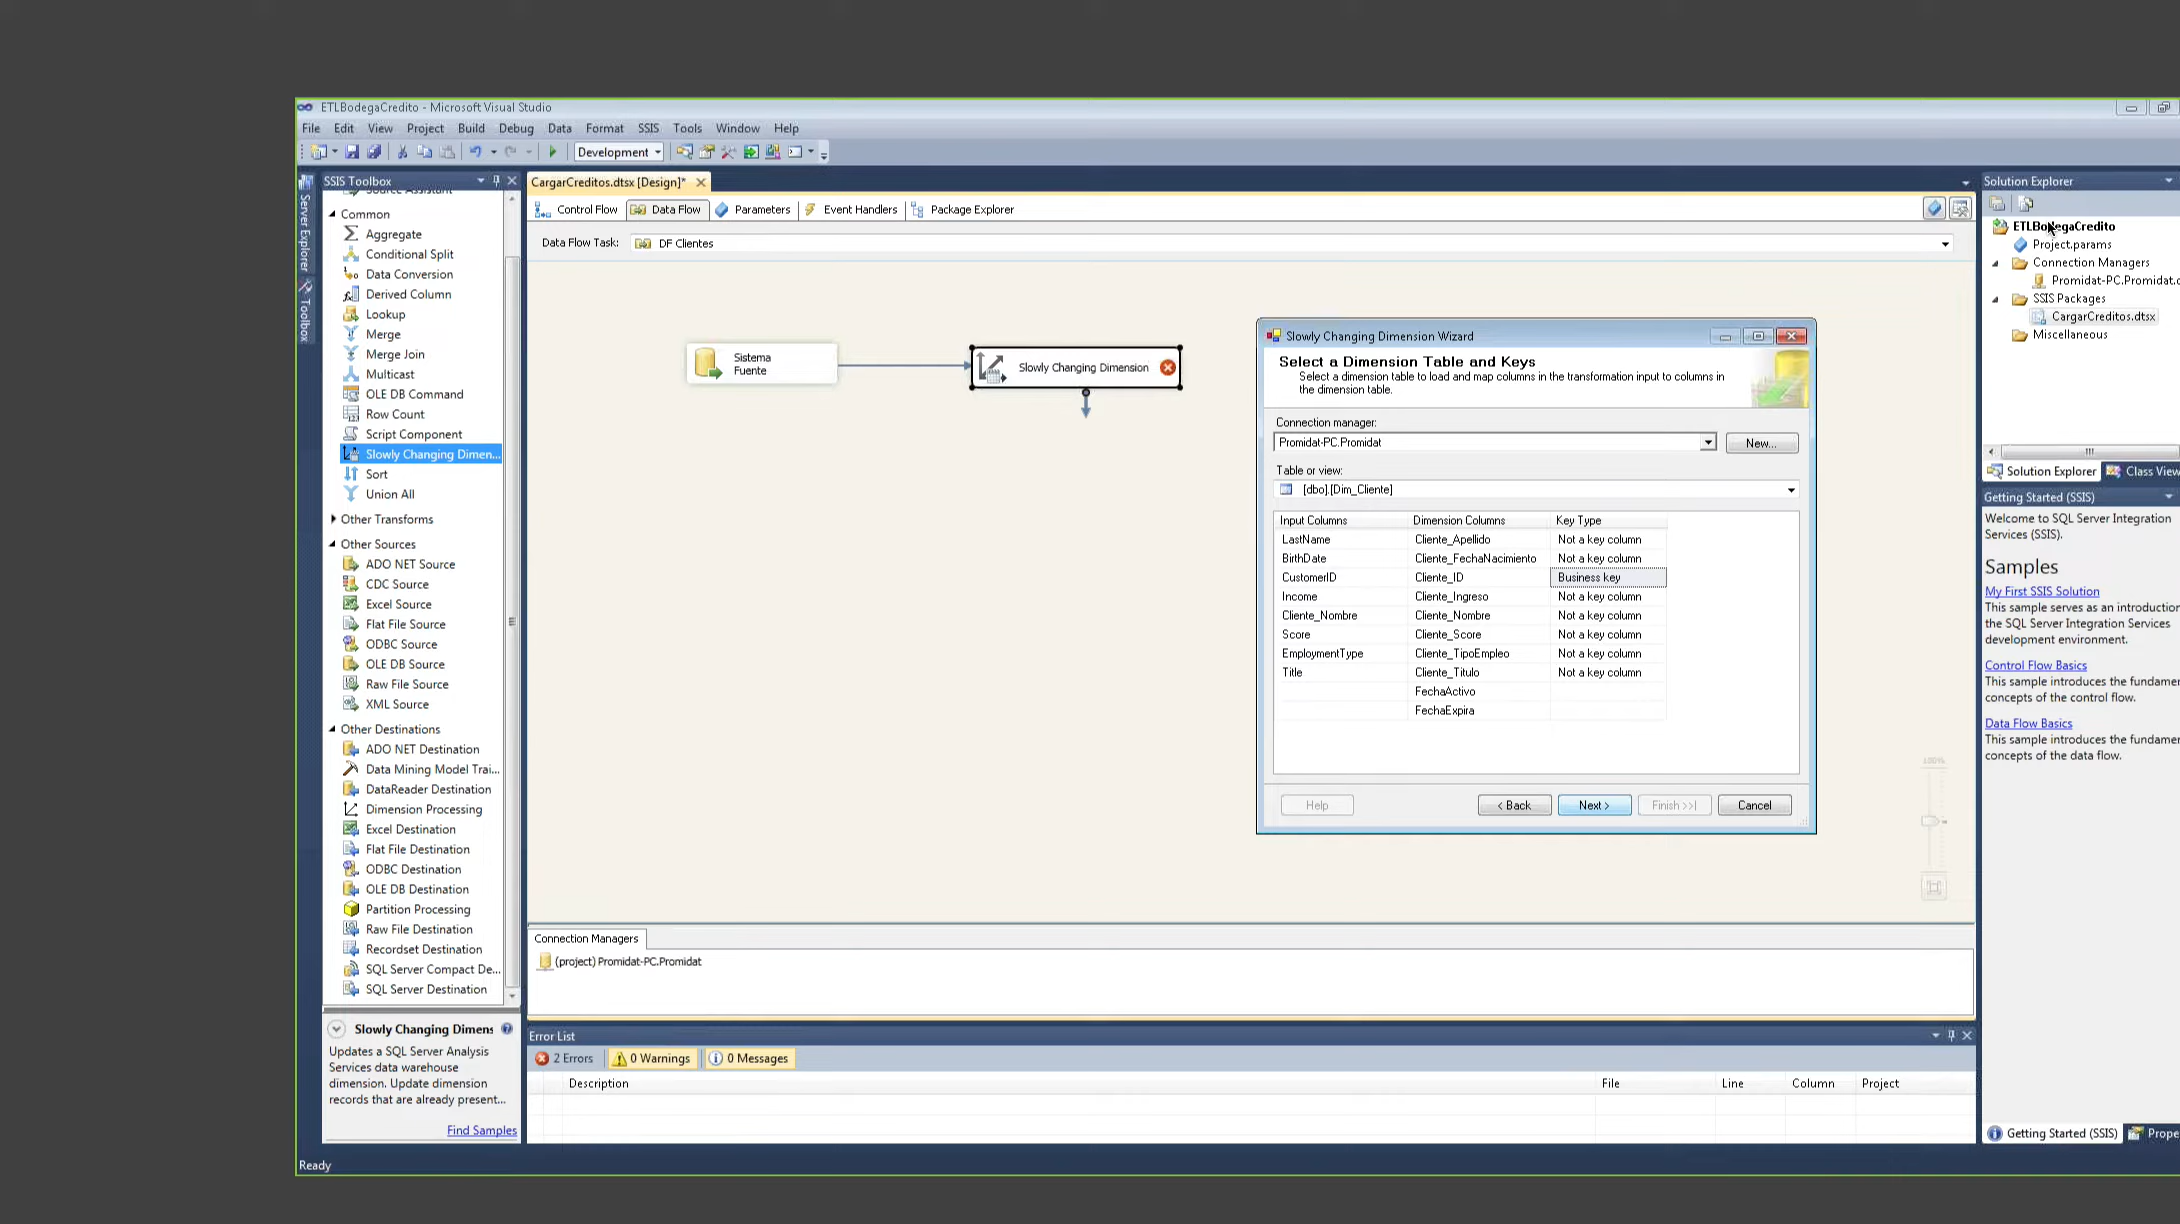 ETLBodegaCredito - Microsoft Visual Studio
File Edit View Project Build Debug Data Format SSIS Tools Window Help
Development
Server Explorer
Toolbox
SSIS Toolbox
Source Assistant
Common
Aggregate
Conditional Split
Data Conversion
Derived Column
Lookup
Merge
Merge Join
Multicast
OLE DB Command
Row Count
Script Component
Slowly Changing Dimen...
Sort
Union All
Other Transforms
Other Sources
ADO NET Source
CDC Source
Excel Source
Flat File Source
ODBC Source
OLE DB Source
Raw File Source
XML Source
Other Destinations
ADO NET Destination
Data Mining Model Trai...
DataReader Destination
Dimension Processing
Excel Destination
Flat File Destination
ODBC Destination
OLE DB Destination
Partition Processing
Raw File Destination
Recordset Destination
SQL Server Compact De...
SQL Server Destination
Slowly Changing Dimens
Updates a SQL Server Analysis
Services data warehouse
dimension. Update dimension
records that are already present...
Find Samples
CargarCreditos.dtsx [Design]*
Control Flow Data Flow Parameters Event Handlers Package Explorer
Data Flow Task: DF Clientes
Sistema
Fuente
Slowly Changing Dimension
Slowly Changing Dimension Wizard
Select a Dimension Table and Keys
Select a dimension table to load and map columns in the transformation input to columns in
the dimension table.
Connection manager:
Promidat-PC.Promidat New...
Table or view:
[dbo].[Dim_Cliente]
Input Columns Dimension Columns Key Type
LastName Cliente_Apellido Not a key column
BirthDate Cliente_FechaNacimiento Not a key column
CustomerID Cliente_ID Business key
Income Cliente_Ingreso Not a key column
Cliente_Nombre Cliente_Nombre Not a key column
Score Cliente_Score Not a key column
EmploymentType Cliente_TipoEmpleo Not a key column
Title Cliente_Titulo Not a key column
FechaActivo
FechaExpira
Help < Back Next > Finish >>| Cancel
100%
Connection Managers
(project) Promidat-PC.Promidat
Error List
2 Errors 0 Warnings 0 Messages
Description File Line Column Project
Solution Explorer
ETLBodegaCredito
Project.params
Connection Managers
Promidat-PC.Promidat.c
SSIS Packages
CargarCreditos.dtsx
Miscellaneous
Solution Explorer Class View
Getting Started (SSIS)
Welcome to SQL Server Integration
Services (SSIS).
Samples
My First SSIS Solution
This sample serves as an introduction
the SQL Server Integration Services
development environment.
Control Flow Basics
This sample introduces the fundamen
concepts of the control flow.
Data Flow Basics
This sample introduces the fundamen
concepts of the data flow.
Getting Started (SSIS) Prope
Ready